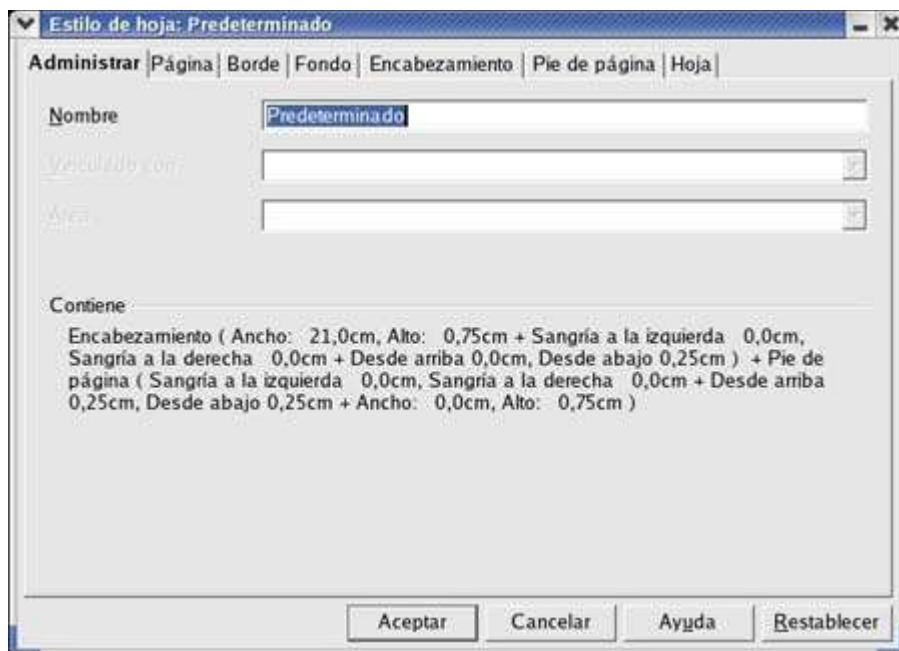 Estilo de hoja: Predeterminado
Administrar Página Borde Fondo Encabezamiento Pie de página Hoja
Nombre Predeterminado
Vinculado con
Área
Contiene
Encabezamiento ( Ancho: 21,0cm, Alto: 0,75cm + Sangría a la izquierda 0,0cm,
Sangría a la derecha 0,0cm + Desde arriba 0,0cm, Desde abajo 0,25cm ) + Pie de
página ( Sangría a la izquierda 0,0cm, Sangría a la derecha 0,0cm + Desde arriba
0,25cm, Desde abajo 0,25cm + Ancho: 0,0cm, Alto: 0,75cm )
Aceptar Cancelar Ayuda Restablecer